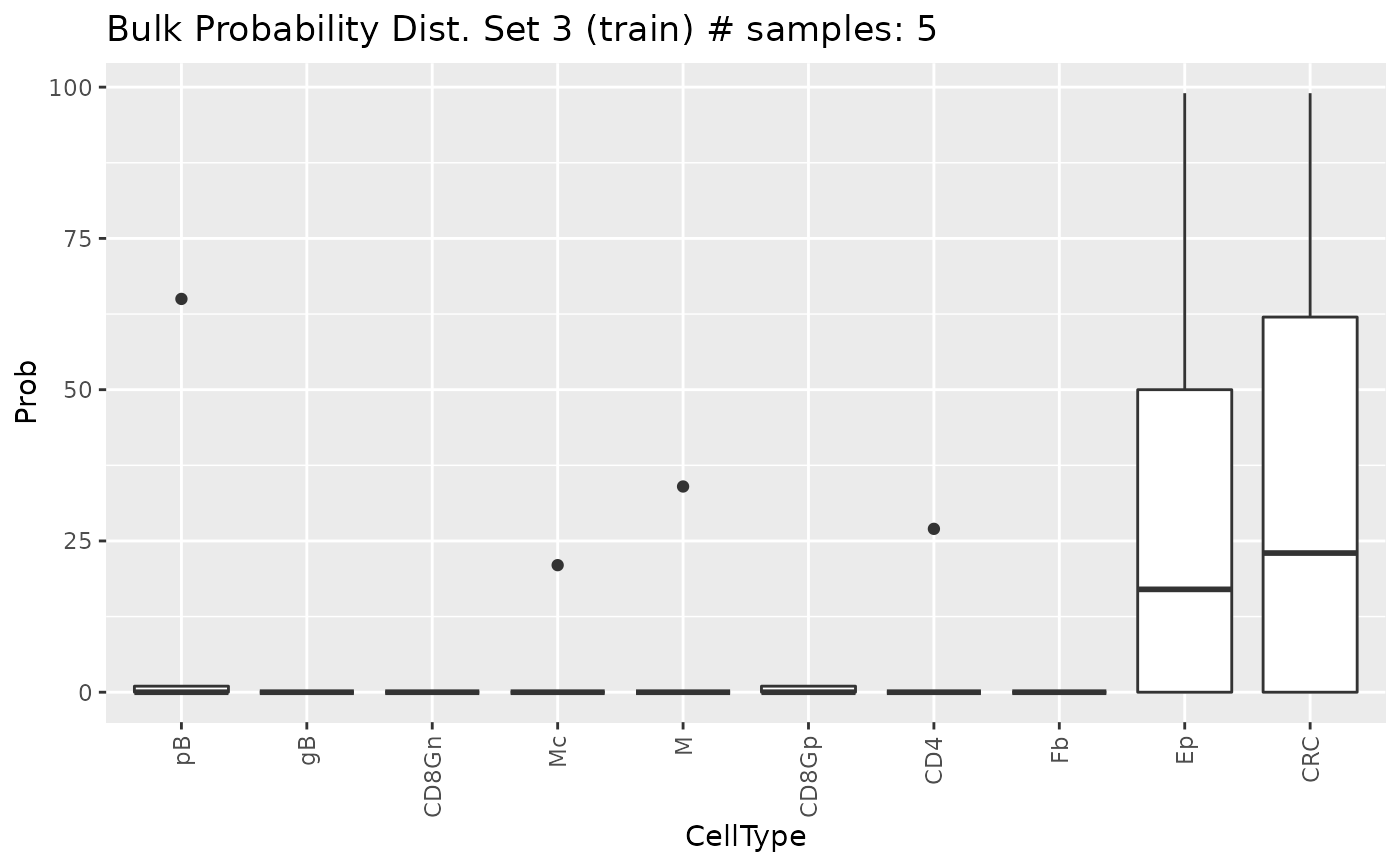 Bulk Probability Dist. Set 3 (train) # samples: 5
100
75
50
25
0
Prob
pB
gB
CD8Gn
Mc
M
CD8Gp
CD4
Fb
Ep
CRC
CellType